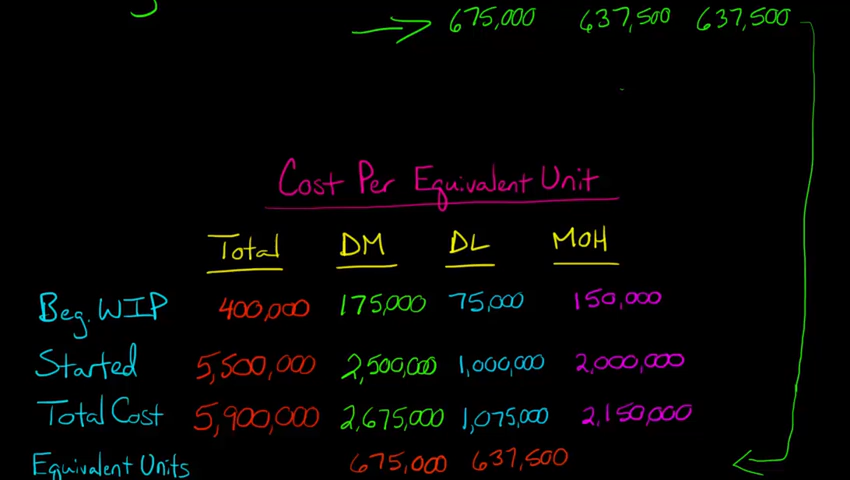 675,000 637,500 637,500
Cost Per Equivalent Unit
Total DM DL MOH
Beg. WIP 400,000 175,000 75,000 150,000
Started 5,500,000 2,500,000 1,000,000 2,000,000
Total Cost 5,900,000 2,675,000 1,075,000 2,150,000
Equivalent Units 675,000 637,500